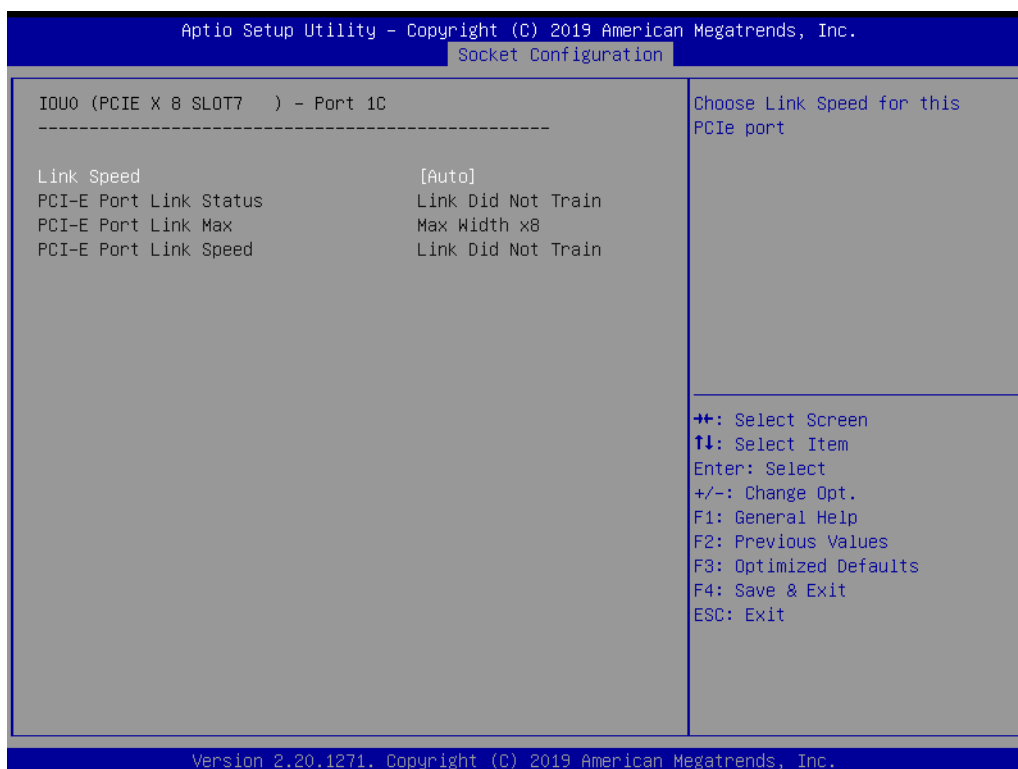 Aptio Setup Utility – Copyright (C) 2019 American Megatrends, Inc.
Socket Configuration
IOU0 (PCIE X 8 SLOT7   ) – Port 1C
--------------------------------------------------
Link Speed [Auto]
PCI-E Port Link Status Link Did Not Train
PCI-E Port Link Max Max Width x8
PCI-E Port Link Speed Link Did Not Train
Choose Link Speed for this
PCIe port
→←: Select Screen
↑↓: Select Item
Enter: Select
+/-: Change Opt.
F1: General Help
F2: Previous Values
F3: Optimized Defaults
F4: Save & Exit
ESC: Exit
Version 2.20.1271. Copyright (C) 2019 American Megatrends, Inc.